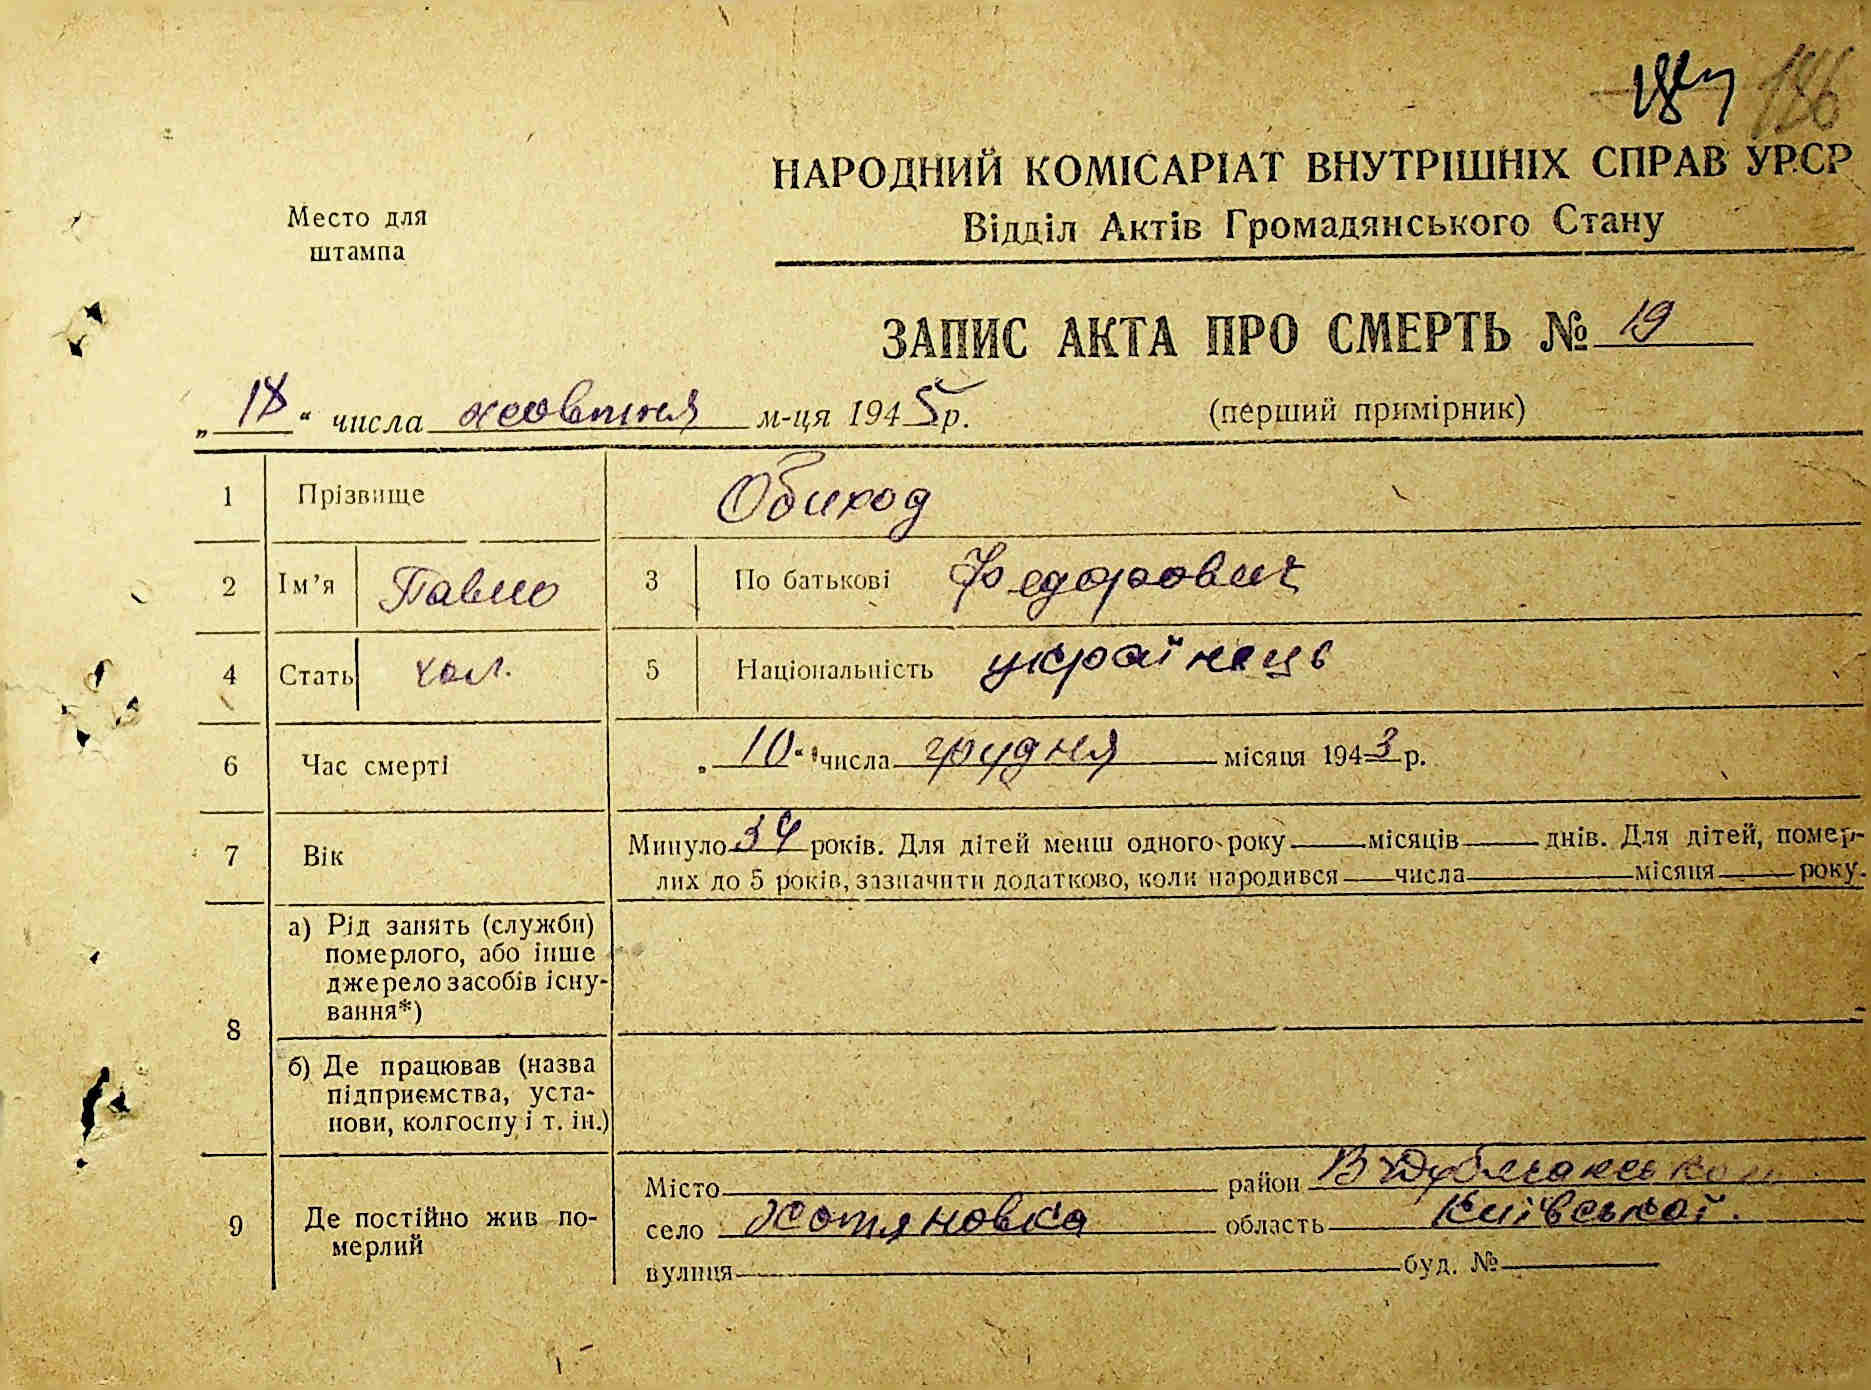 186
НАРОДНИЙ КОМІСАРІАТ ВНУТРІШНІХ СПРАВ УРСР
Место для
штампа
Відділ Актів Громадянського Стану
ЗАПИС АКТА ПРО СМЕРТЬ № 19
„18“ числа жовтня м-ця 1945 р. (перший примірник)
1 Прізвище Обиход
2 Ім'я Павло 3 По батькові Федорович
4 Стать чол. 5 Національність українець
6 Час смерті „10“ числа грудня місяця 1943 р.
7 Вік Минуло 34 років. Для дітей менш одного року місяців днів. Для дітей, помер-
лих до 5 років, зазначити додатково, коли народився числа місяця року.
8 а) Рід занять (служби)
померлого, або інше
джерело засобів існу-
вання*)
б) Де працював (назва
підприємства, уста-
нови, колгоспу і т. ін.)
9 Де постійно жив по-
мерлий
Місто район В Дубечанськ
село Хотяновка область Київської.
вулиця буд. №